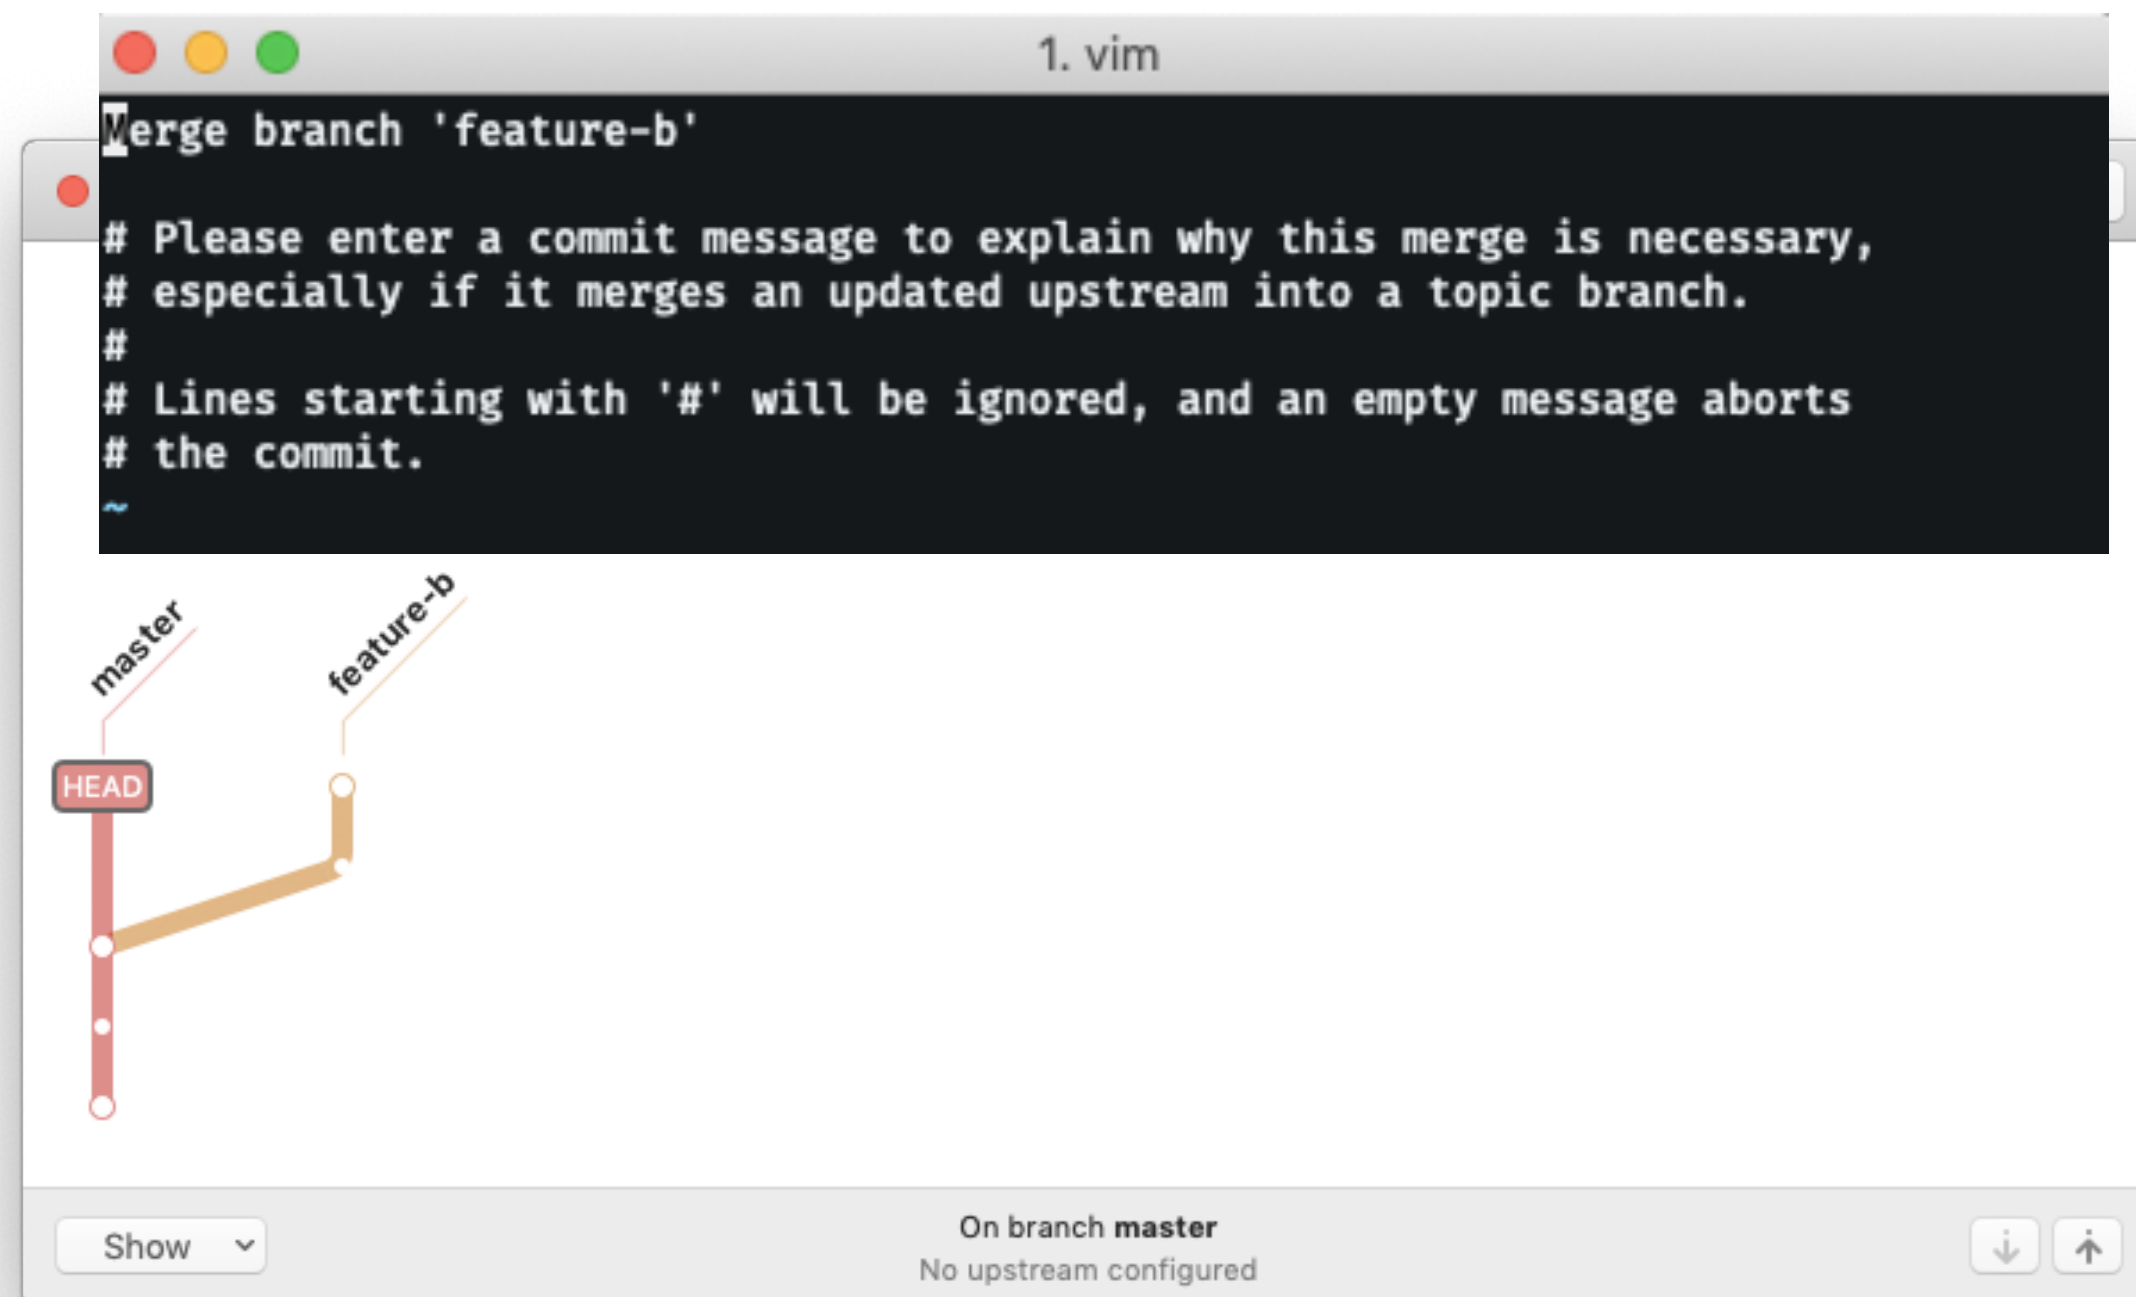 1. vim
Merge branch 'feature-b'
# Please enter a commit message to explain why this merge is necessary,
# especially if it merges an updated upstream into a topic branch.
#
# Lines starting with '#' will be ignored, and an empty message aborts
# the commit.
~
master
feature-b
HEAD
Show
On branch master
No upstream configured